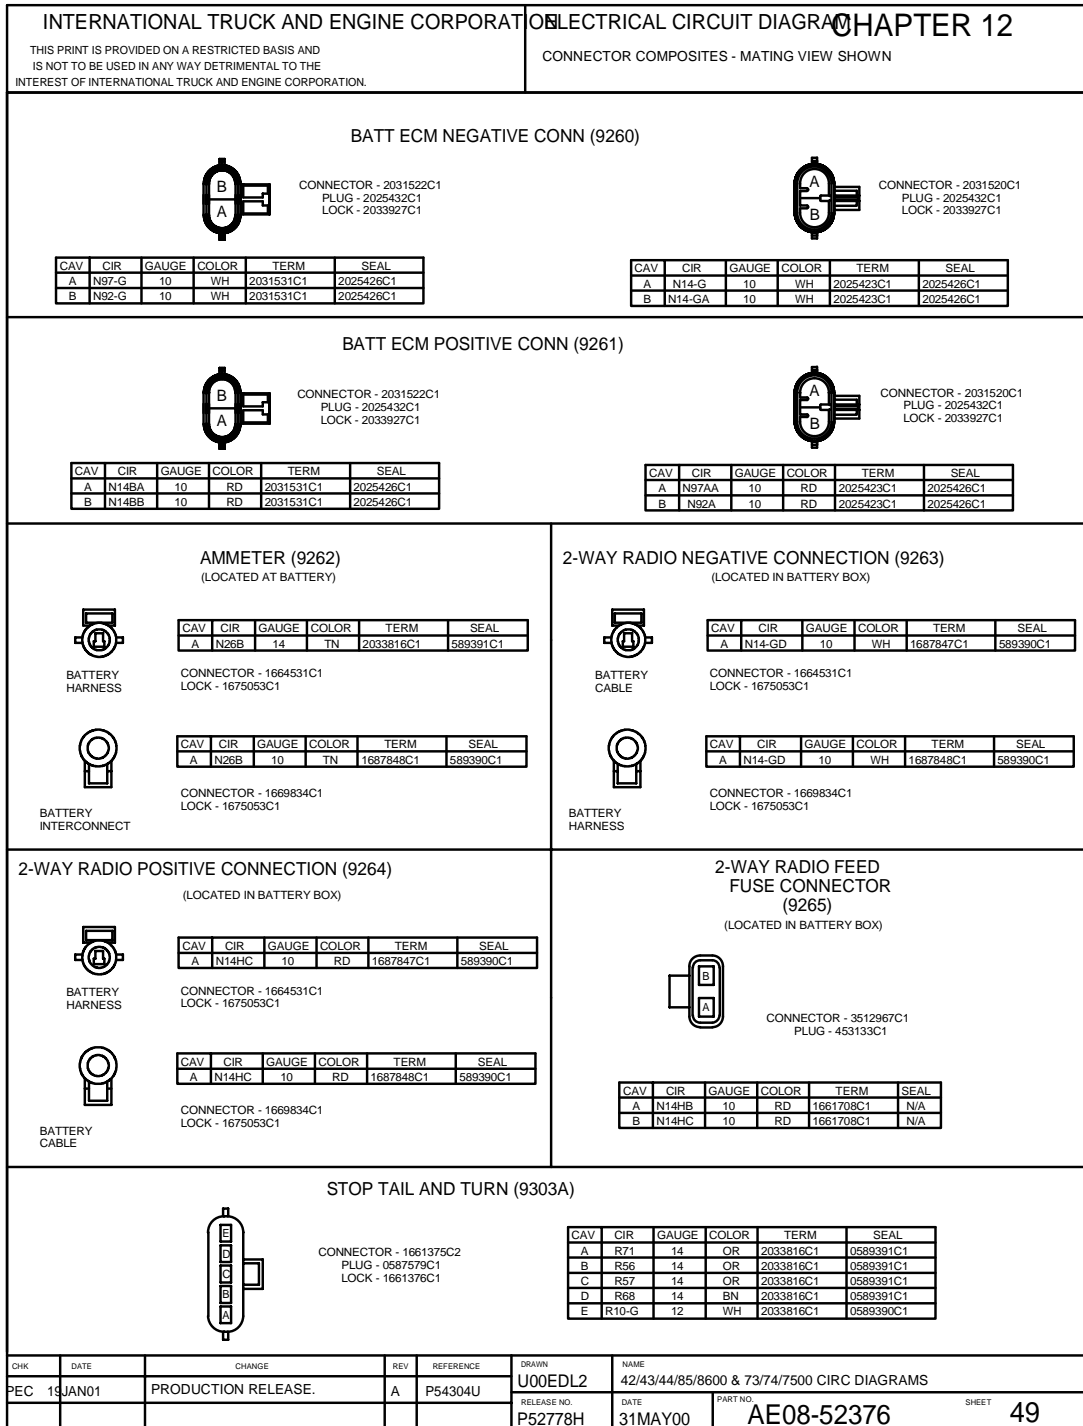 INTERNATIONAL TRUCK AND ENGINE CORPORATION
THIS PRINT IS PROVIDED ON A RESTRICTED BASIS AND
IS NOT TO BE USED IN ANY WAY DETRIMENTAL TO THE
INTEREST OF INTERNATIONAL TRUCK AND ENGINE CORPORATION.
ELECTRICAL CIRCUIT DIAGRAM
CHAPTER 12
CONNECTOR COMPOSITES - MATING VIEW SHOWN
BATT ECM NEGATIVE CONN (9260)
B
A
CONNECTOR - 2031522C1
PLUG - 2025432C1
LOCK - 2033927C1
CAV CIR GAUGE COLOR TERM SEAL
A N97-G 10 WH 2031531C1 2025426C1
B N92-G 10 WH 2031531C1 2025426C1
A
B
CONNECTOR - 2031520C1
PLUG - 2025432C1
LOCK - 2033927C1
CAV CIR GAUGE COLOR TERM SEAL
A N14-G 10 WH 2025423C1 2025426C1
B N14-GA 10 WH 2025423C1 2025426C1
BATT ECM POSITIVE CONN (9261)
B
A
CONNECTOR - 2031522C1
PLUG - 2025432C1
LOCK - 2033927C1
CAV CIR GAUGE COLOR TERM SEAL
A N14BA 10 RD 2031531C1 2025426C1
B N14BB 10 RD 2031531C1 2025426C1
A
B
CONNECTOR - 2031520C1
PLUG - 2025432C1
LOCK - 2033927C1
CAV CIR GAUGE COLOR TERM SEAL
A N97AA 10 RD 2025423C1 2025426C1
B N92A 10 RD 2025423C1 2025426C1
AMMETER (9262)
(LOCATED AT BATTERY)
A
BATTERY
HARNESS
CAV CIR GAUGE COLOR TERM SEAL
A N26B 14 TN 2033816C1 589391C1
CONNECTOR - 1664531C1
LOCK - 1675053C1
BATTERY
INTERCONNECT
CAV CIR GAUGE COLOR TERM SEAL
A N26B 10 TN 1687848C1 589390C1
CONNECTOR - 1669834C1
LOCK - 1675053C1
2-WAY RADIO NEGATIVE CONNECTION (9263)
(LOCATED IN BATTERY BOX)
BATTERY
CABLE
CAV CIR GAUGE COLOR TERM SEAL
A N14-GD 10 WH 1687847C1 589390C1
CONNECTOR - 1664531C1
LOCK - 1675053C1
BATTERY
HARNESS
CAV CIR GAUGE COLOR TERM SEAL
A N14-GD 10 WH 1687848C1 589390C1
CONNECTOR - 1669834C1
LOCK - 1675053C1
2-WAY RADIO POSITIVE CONNECTION (9264)
(LOCATED IN BATTERY BOX)
BATTERY
HARNESS
CAV CIR GAUGE COLOR TERM SEAL
A N14HC 10 RD 1687847C1 589390C1
CONNECTOR - 1664531C1
LOCK - 1675053C1
BATTERY
CABLE
CAV CIR GAUGE COLOR TERM SEAL
A N14HC 10 RD 1687848C1 589390C1
CONNECTOR - 1669834C1
LOCK - 1675053C1
2-WAY RADIO FEED
FUSE CONNECTOR
(9265)
(LOCATED IN BATTERY BOX)
B
A
CONNECTOR - 3512967C1
PLUG - 453133C1
CAV CIR GAUGE COLOR TERM SEAL
A N14HB 10 RD 1661708C1 N/A
B N14HC 10 RD 1661708C1 N/A
STOP TAIL AND TURN (9303A)
E
D
C
B
A
CONNECTOR - 1661375C2
PLUG - 0587579C1
LOCK - 1661376C1
CAV CIR GAUGE COLOR TERM SEAL
A R71 14 OR 2033816C1 0589391C1
B R56 14 OR 2033816C1 0589391C1
C R57 14 OR 2033816C1 0589391C1
D R68 14 BN 2033816C1 0589391C1
E R10-G 12 WH 2033816C1 0589390C1
CHK DATE CHANGE REV REFERENCE
PEC 19JAN01 PRODUCTION RELEASE. A P54304U
DRAWN
U00EDL2
NAME
42/43/44/85/8600 & 73/74/7500 CIRC DIAGRAMS
RELEASE NO.
P52778H
DATE
31MAY00
PART NO.
AE08-52376
SHEET
49